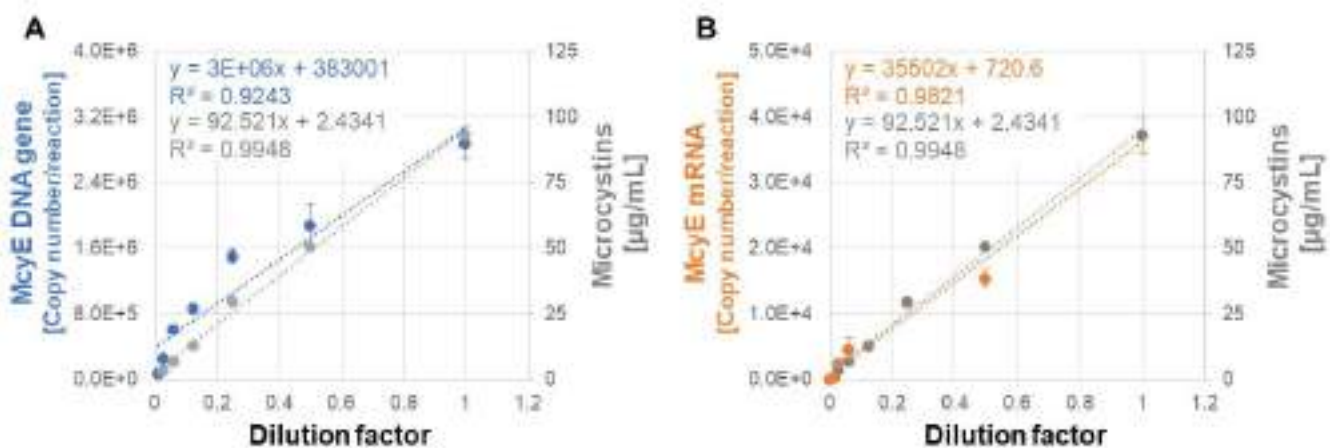 A
McyE DNA gene
[Copy number/reaction]
4.0E+6
3.2E+6
2.4E+6
1.6E+6
8.0E+5
0.0E+0
y = 3E+06x + 383001
R² = 0.9243
y = 92.521x + 2.4341
R² = 0.9948
125
100
75
50
25
0
Microcystins
[µg/mL]
0 0.2 0.4 0.6 0.8 1 1.2
Dilution factor
B
McyE mRNA
[Copy number/reaction]
5.0E+4
4.0E+4
3.0E+4
2.0E+4
1.0E+4
0.0E+0
y = 35502x + 720.6
R² = 0.9821
y = 92.521x + 2.4341
R² = 0.9948
125
100
75
50
25
0
Microcystins
[µg/mL]
0 0.2 0.4 0.6 0.8 1 1.2
Dilution factor